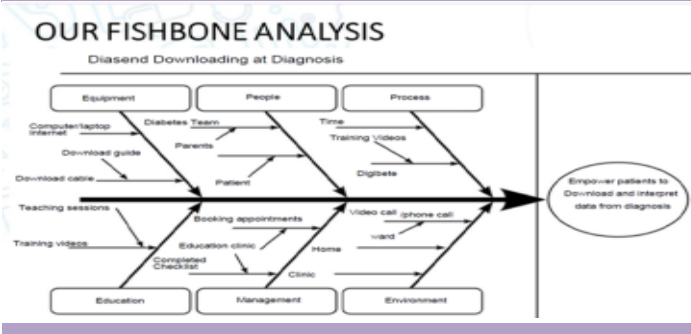 OUR FISHBONE ANALYSIS
Diasend Downloading at Diagnosis
Equipment
People
Process
Computer/laptop
Internet
Download guide
Download cable
Diabetes Team
Parents
Patient
Time
Training Videos
Digibete
Empower patients to
Download and interpret
data from diagnosis
Teaching sessions
Training videos
Booking appointments
Education clinic
Completed
Checklist
Video call
/phone call
ward
Home
Clinic
Education
Management
Environment